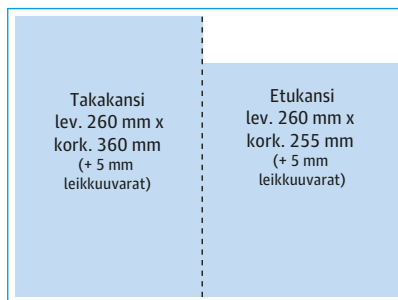 Takakansi
lev. 260 mm x
kork. 360 mm
(+ 5 mm
leikkuuvarat)
Etukansi
lev. 260 mm x
kork. 255 mm
(+ 5 mm
leikkuuvarat)